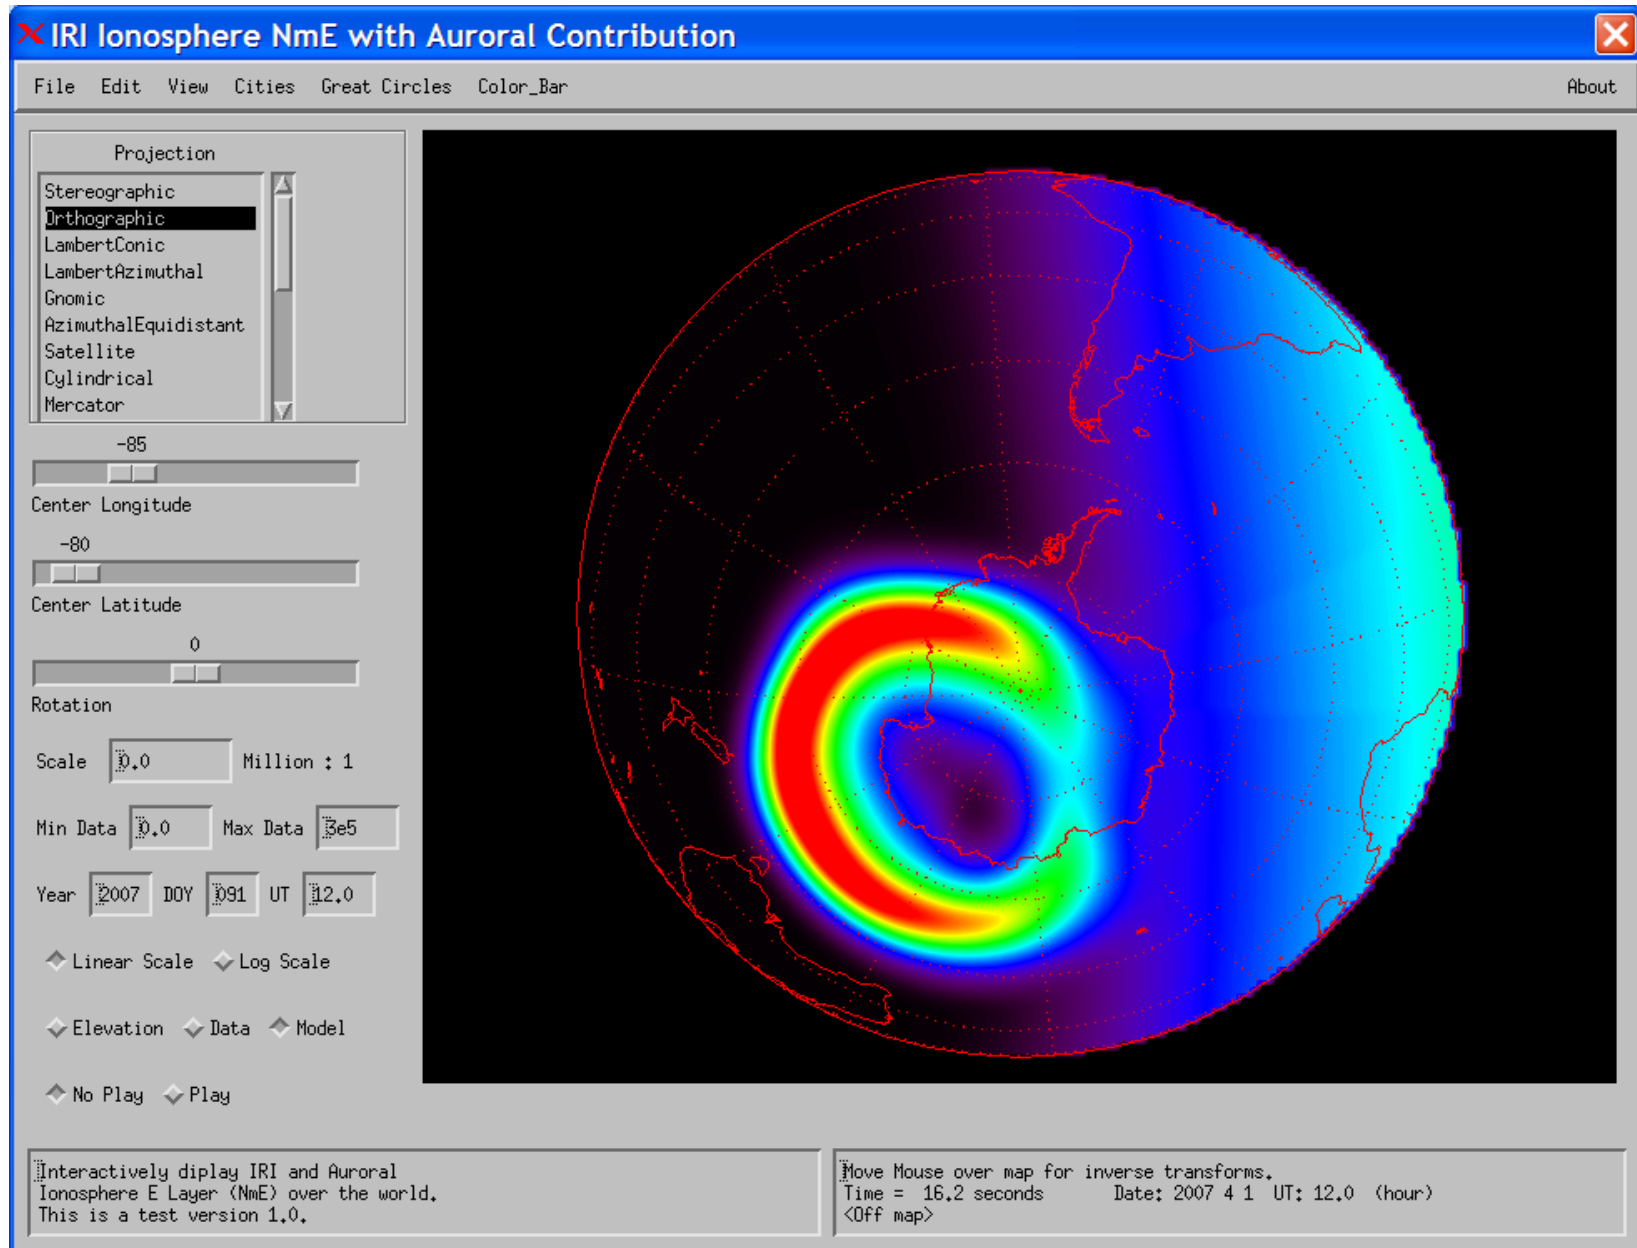 IRI Ionosphere NmE with Auroral Contribution
File Edit View Cities Great Circles Color_Bar About
Projection
Stereographic
Orthographic
LambertConic
LambertAzimuthal
Gnomic
AzimuthalEquidistant
Satellite
Cylindrical
Mercator
-85
Center Longitude
-80
Center Latitude
0
Rotation
Scale 0.0 Million : 1
Min Data 0.0 Max Data 3e5
Year 2007 DOY 091 UT 12.0
Linear Scale Log Scale
Elevation Data Model
No Play Play
Interactively diplay IRI and Auroral
Ionosphere E Layer (NmE) over the world.
This is a test version 1.0.
Move Mouse over map for inverse transforms.
Time = 16.2 seconds Date: 2007 4 1 UT: 12.0 (hour)
<Off map>